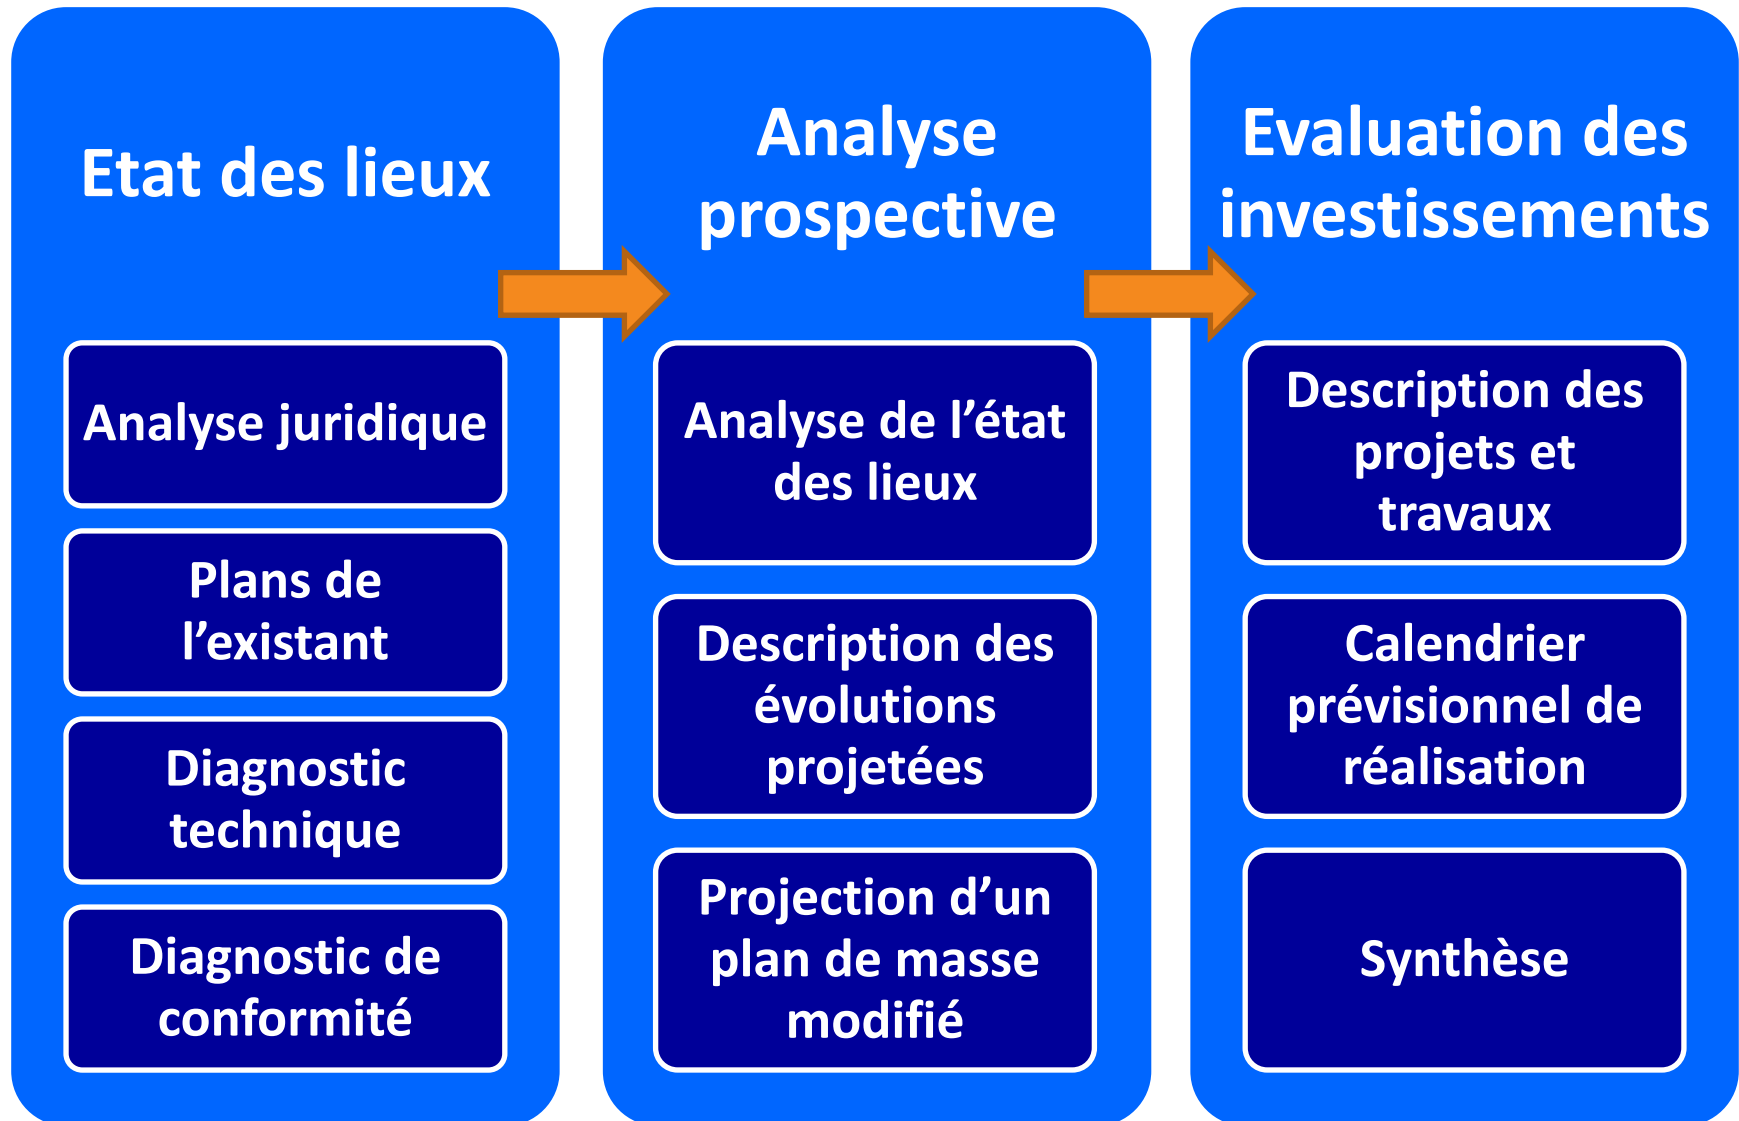 Etat des lieux
Analyse juridique
Plans de
l’existant
Diagnostic
technique
Diagnostic de
conformité
Analyse
prospective
Analyse de l’état
des lieux
Description des
évolutions
projetées
Projection d’un
plan de masse
modifié
Evaluation des
investissements
Description des
projets et
travaux
Calendrier
prévisionnel de
réalisation
Synthèse